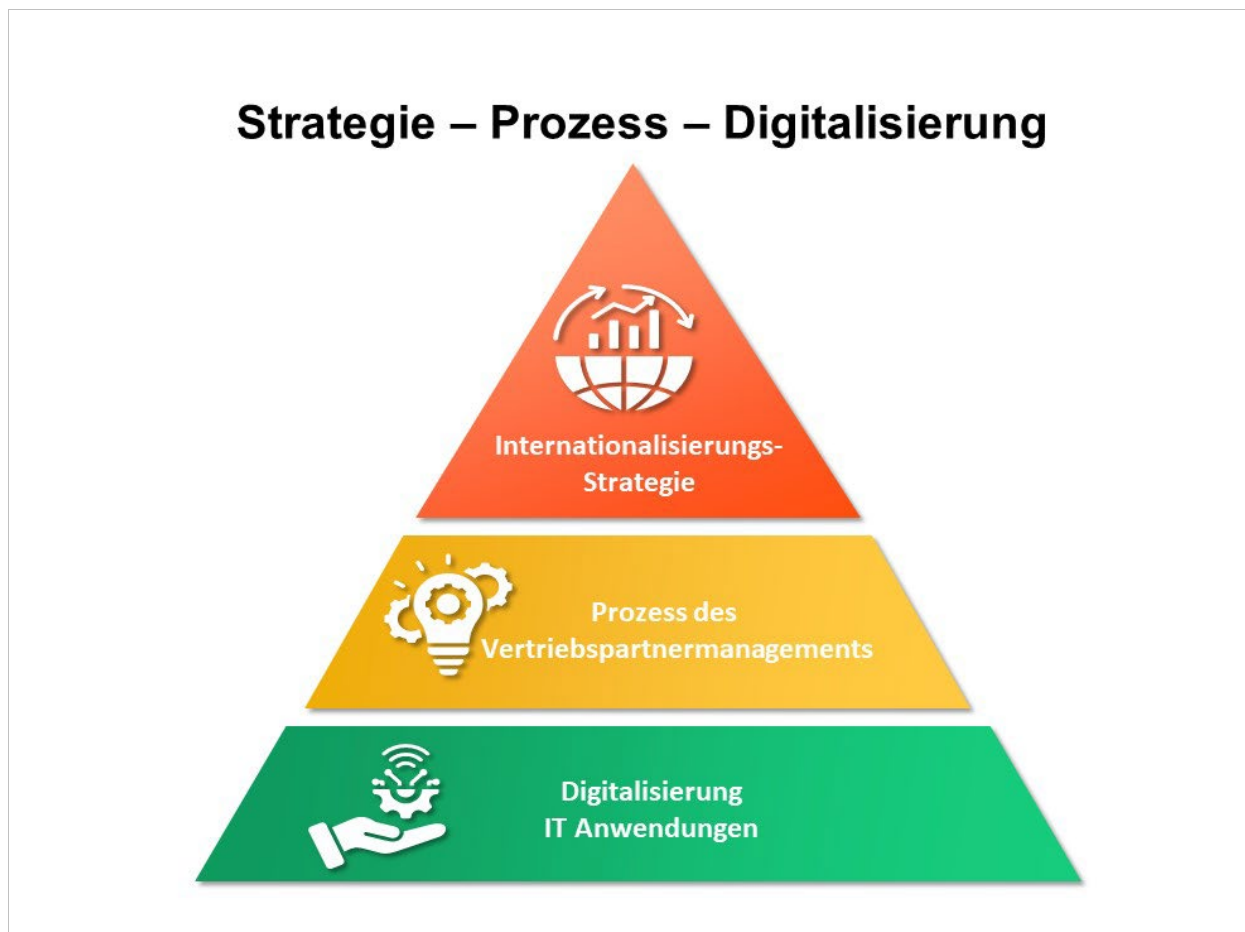 Strategie – Prozess – Digitalisierung
Internationalisierungs-
Strategie
Prozess des
Vertriebspartnermanagements
Digitalisierung
IT Anwendungen